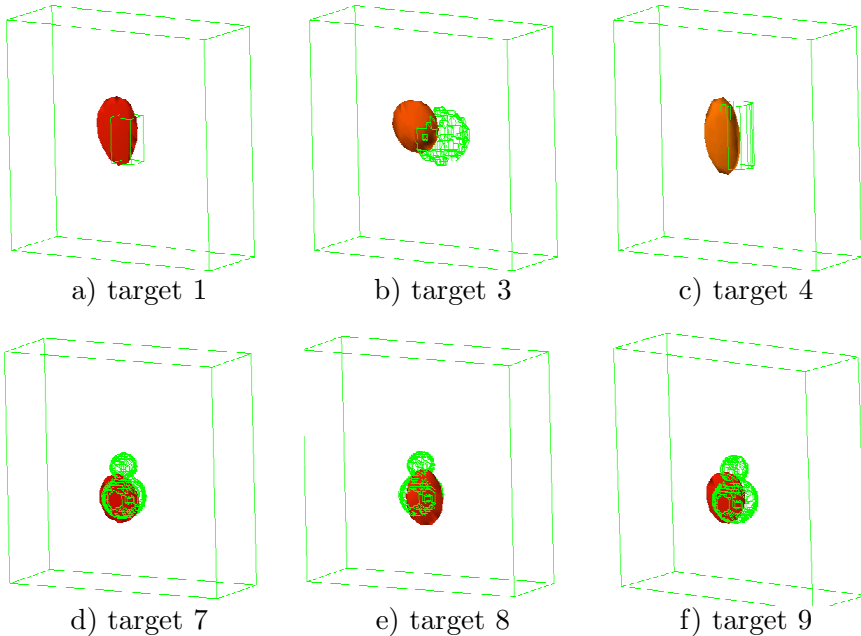 a) target 1
b) target 3
c) target 4
d) target 7
e) target 8
f) target 9